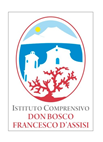 ISTITUTO COMPRENSIVO
DON BOSCO
FRANCESCO D'ASSISI